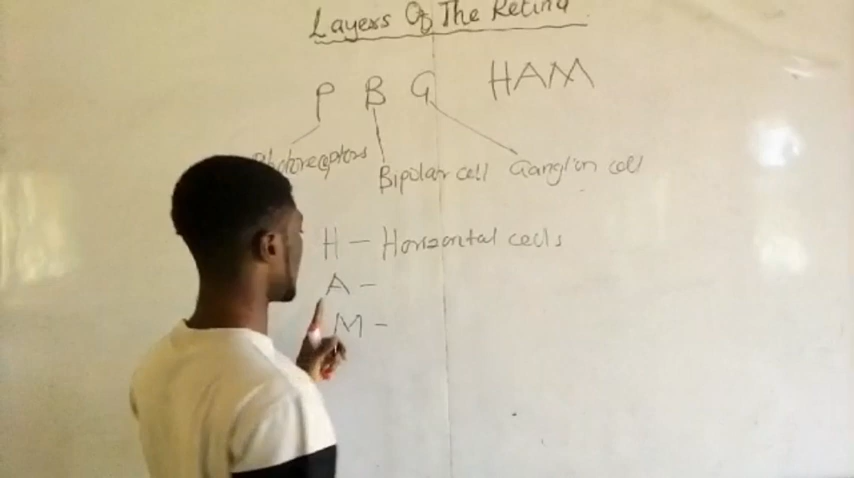 Layers Of The Retina
P B G HAM
Photoreceptors Bipolar cell Ganglion cell
H - Horizontal cells
A -
M -